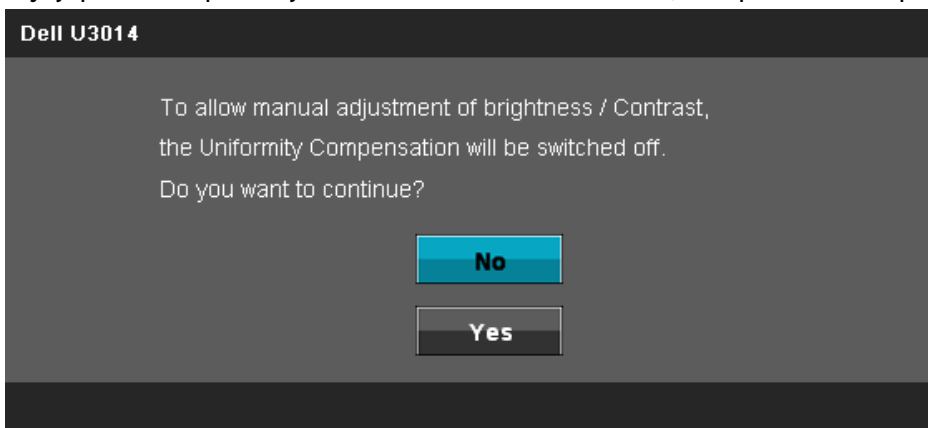 Dell U3014
To allow manual adjustment of brightness / Contrast,
the Uniformity Compensation will be switched off.
Do you want to continue?
No
Yes